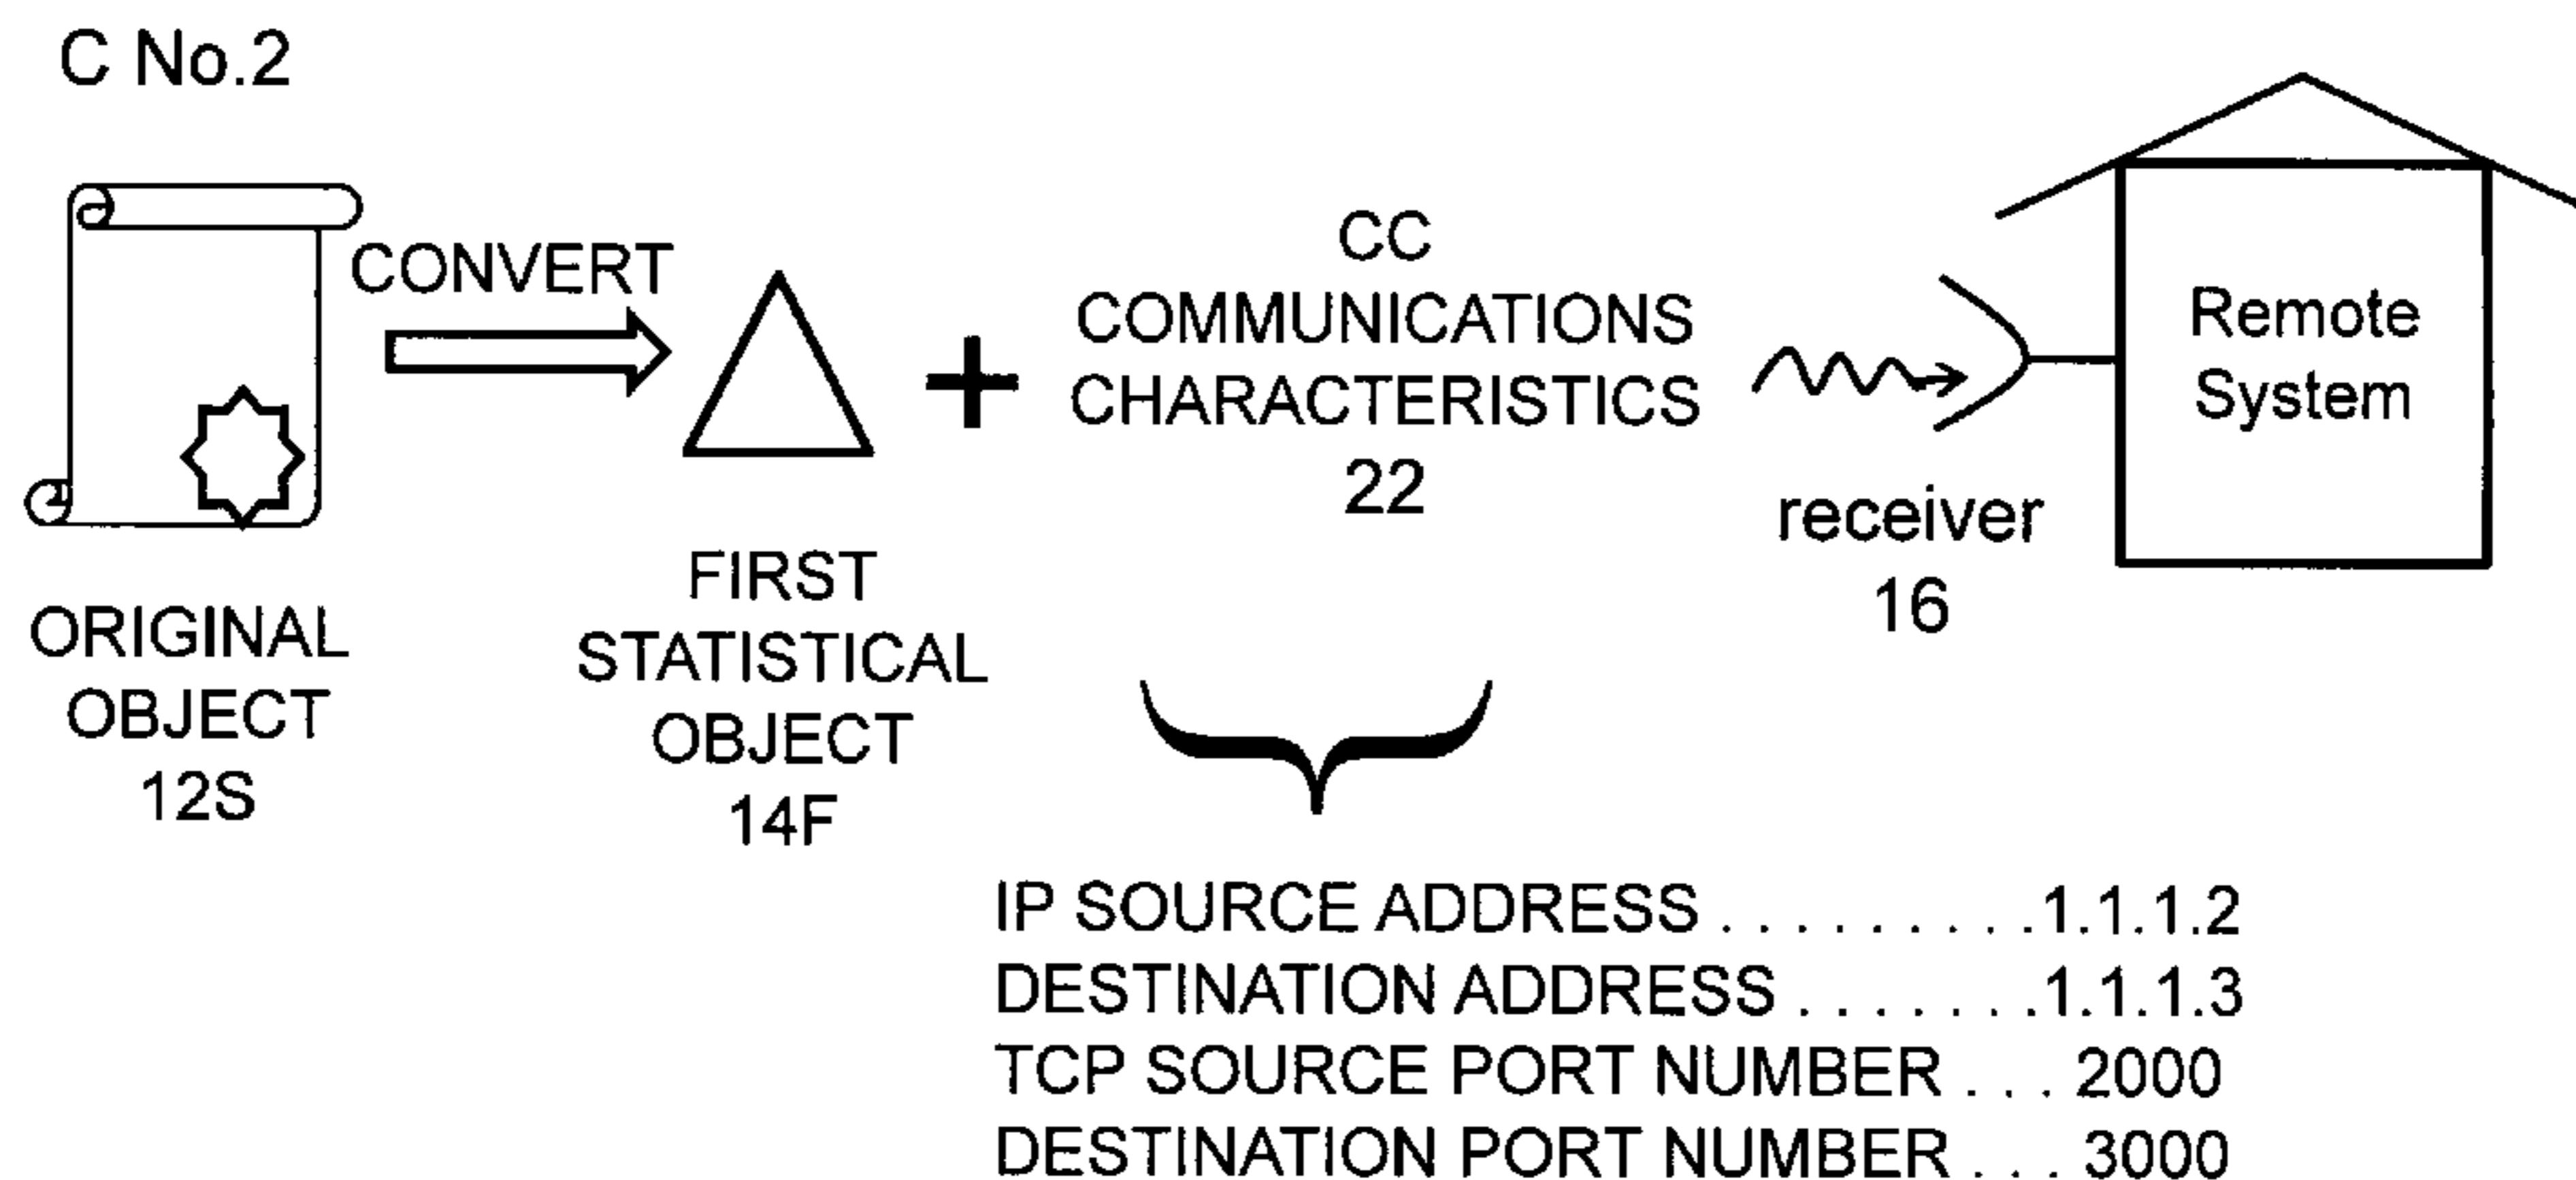 C No.2
CONVERT
ORIGINAL
OBJECT
12S
FIRST
STATISTICAL
OBJECT
14F
CC
COMMUNICATIONS
CHARACTERISTICS
22
receiver
16
Remote
System
IP SOURCE ADDRESS . . . . . . . . .1.1.1.2
DESTINATION ADDRESS . . . . . . .1.1.1.3
TCP SOURCE PORT NUMBER . . . 2000
DESTINATION PORT NUMBER . . . 3000